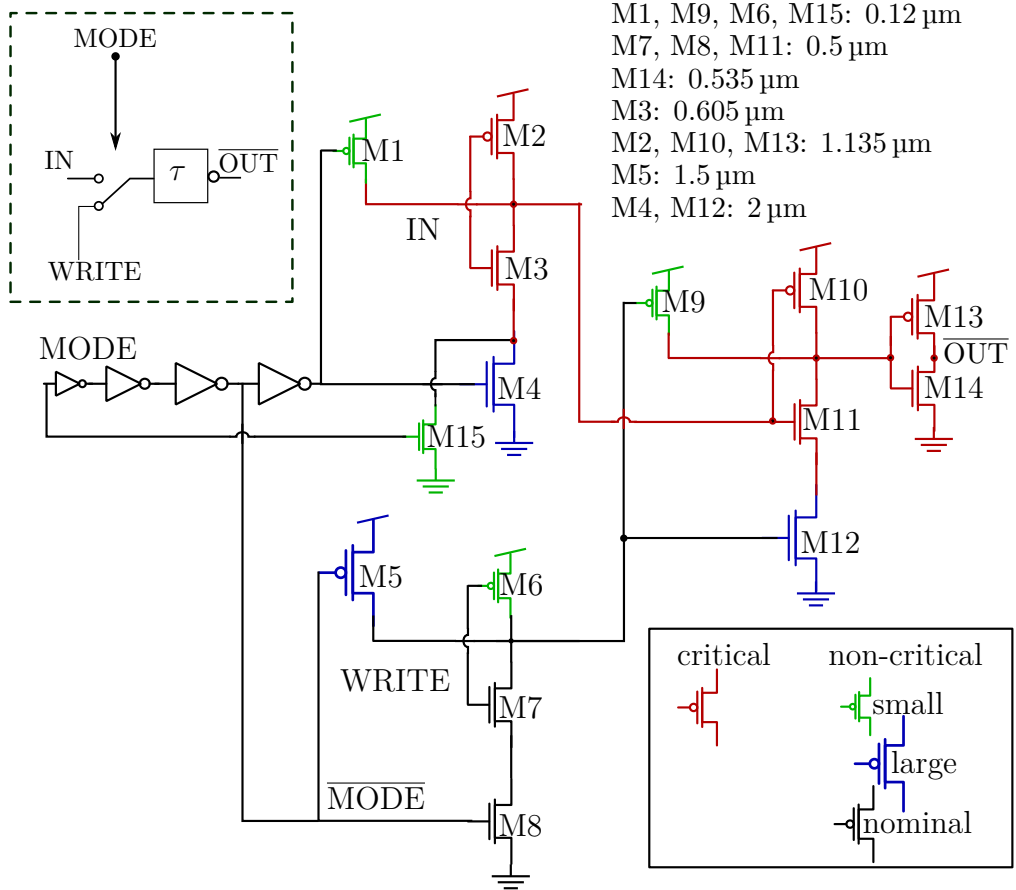 M1, M9, M6, M15: 0.12 µm
M7, M8, M11: 0.5 µm
M14: 0.535 µm
M3: 0.605 µm
M2, M10, M13: 1.135 µm
M5: 1.5 µm
M4, M12: 2 µm
MODE
IN
τ
OUT
WRITE
M1
M2
IN
M3
MODE
M4
M15
M9
M10
M13
OUT
M14
M11
M12
M5
M6
WRITE
M7
MODE
M8
critical
non-critical
small
large
nominal